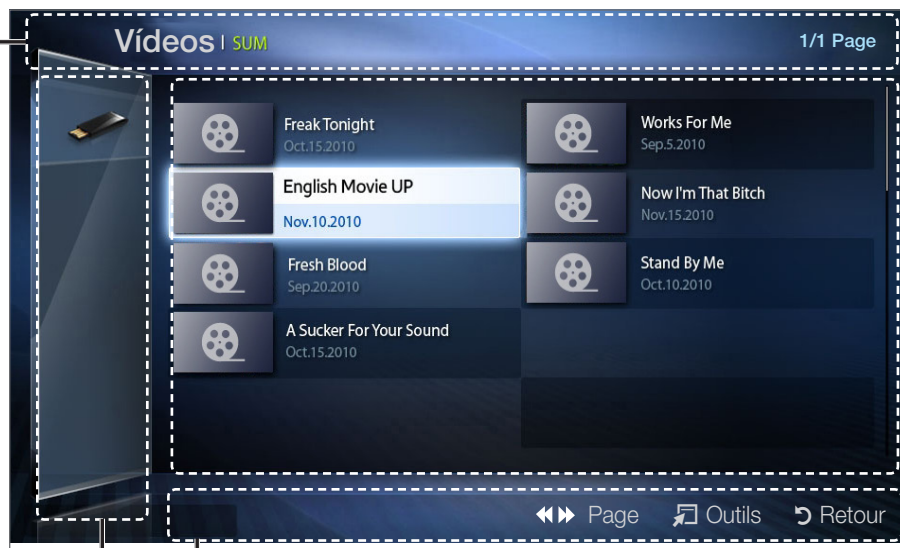 Vídeos | SUM
1/1 Page
Freak Tonight
Oct.15.2010
Works For Me
Sep.5.2010
English Movie UP
Nov.10.2010
Now I'm That Bitch
Nov.15.2010
Fresh Blood
Sep.20.2010
Stand By Me
Oct.10.2010
A Sucker For Your Sound
Oct.15.2010
Page Outils Retour